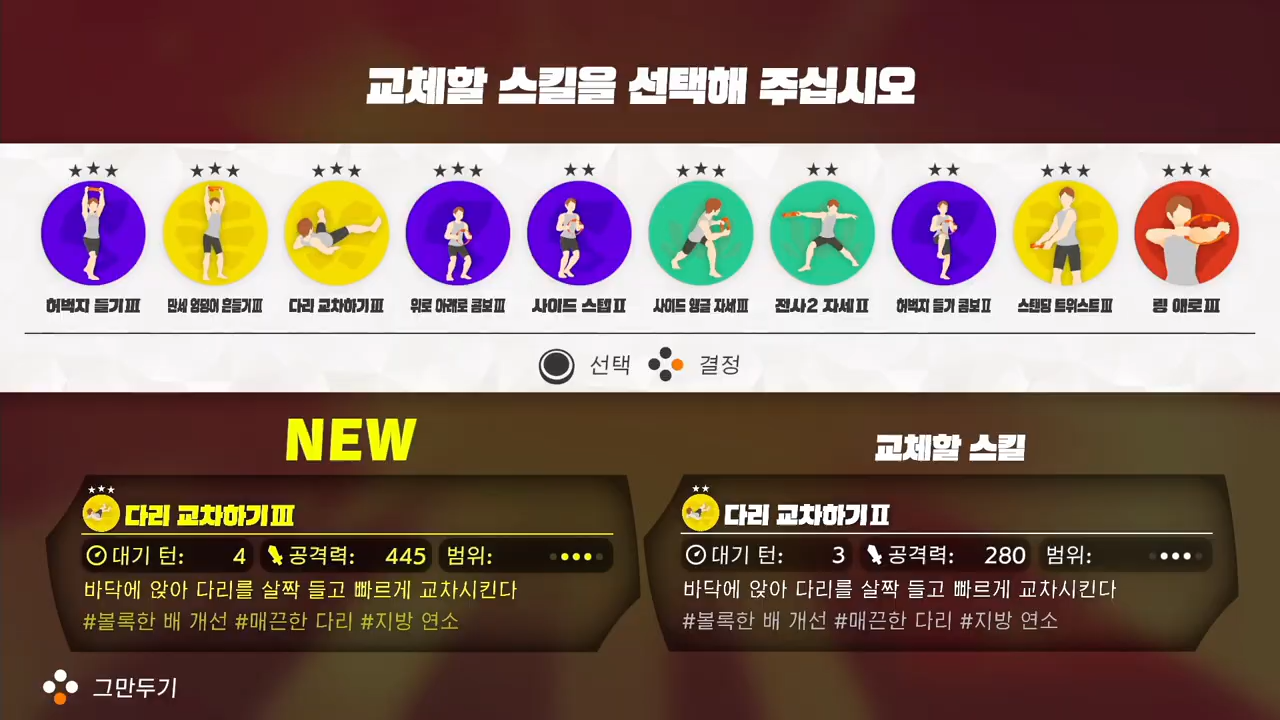 교체할 스킬을 선택해 주십시오
허벅지 들기Ⅲ 만세 엉덩이 흔들기Ⅲ 다리 교차하기Ⅲ 위로 아래로 콤보Ⅲ 사이드 스텝Ⅱ 사이드 앵글 자세Ⅲ 전사2 자세Ⅱ 허벅지 들기 콤보Ⅱ 스탠딩 트위스트Ⅲ 링 애로Ⅲ
선택 결정
NEW
다리 교차하기Ⅲ
대기 턴: 4 공격력: 445 범위:
바닥에 앉아 다리를 살짝 들고 빠르게 교차시킨다
#볼록한 배 개선 #매끈한 다리 #지방 연소
교체할 스킬
다리 교차하기Ⅱ
대기 턴: 3 공격력: 280 범위:
바닥에 앉아 다리를 살짝 들고 빠르게 교차시킨다
#볼록한 배 개선 #매끈한 다리 #지방 연소
그만두기